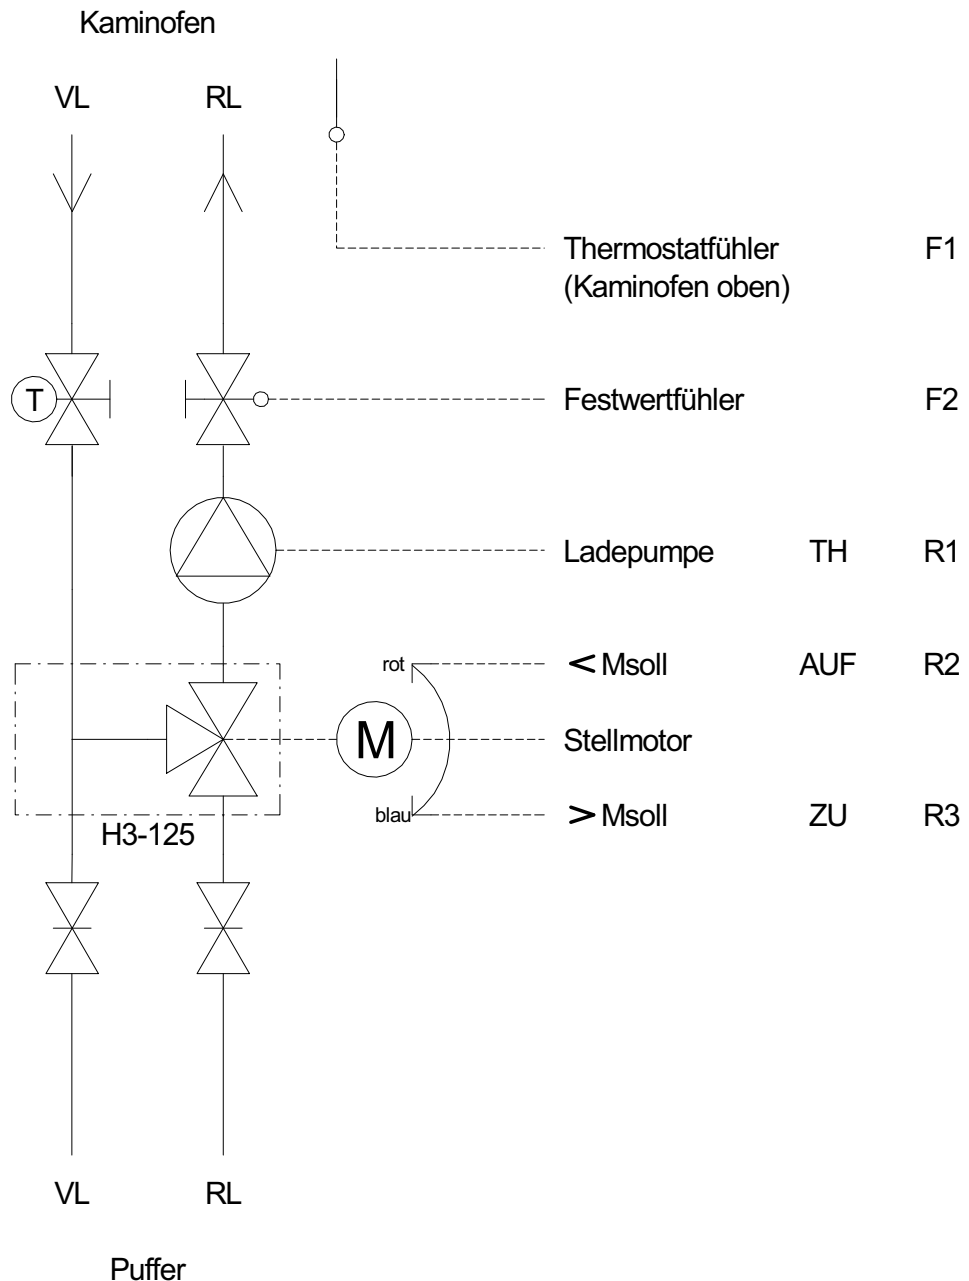 Kaminofen
VL RL
Thermostatfühler F1
(Kaminofen oben)
T
Festwertfühler F2
Ladepumpe TH R1
rot < Msoll AUF R2
M Stellmotor
blau > Msoll ZU R3
H3-125
VL RL
Puffer